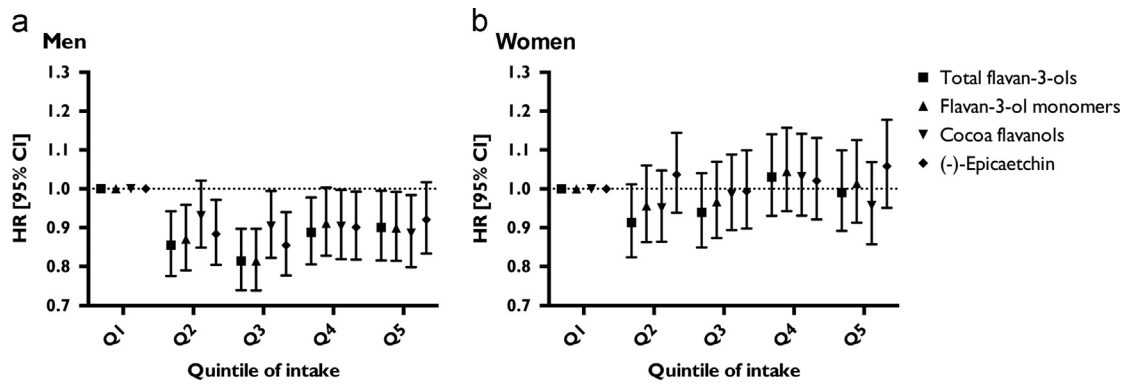 a
Men
HR [95% CI]
1.3
1.2
1.1
1.0
0.9
0.8
0.7
Q1
Q2
Q3
Q4
Q5
Quintile of intake
b
Women
HR [95% CI]
1.3
1.2
1.1
1.0
0.9
0.8
0.7
Q1
Q2
Q3
Q4
Q5
Quintile of intake
Total flavan-3-ols
Flavan-3-ol monomers
Cocoa flavanols
(-)-Epicaetchin